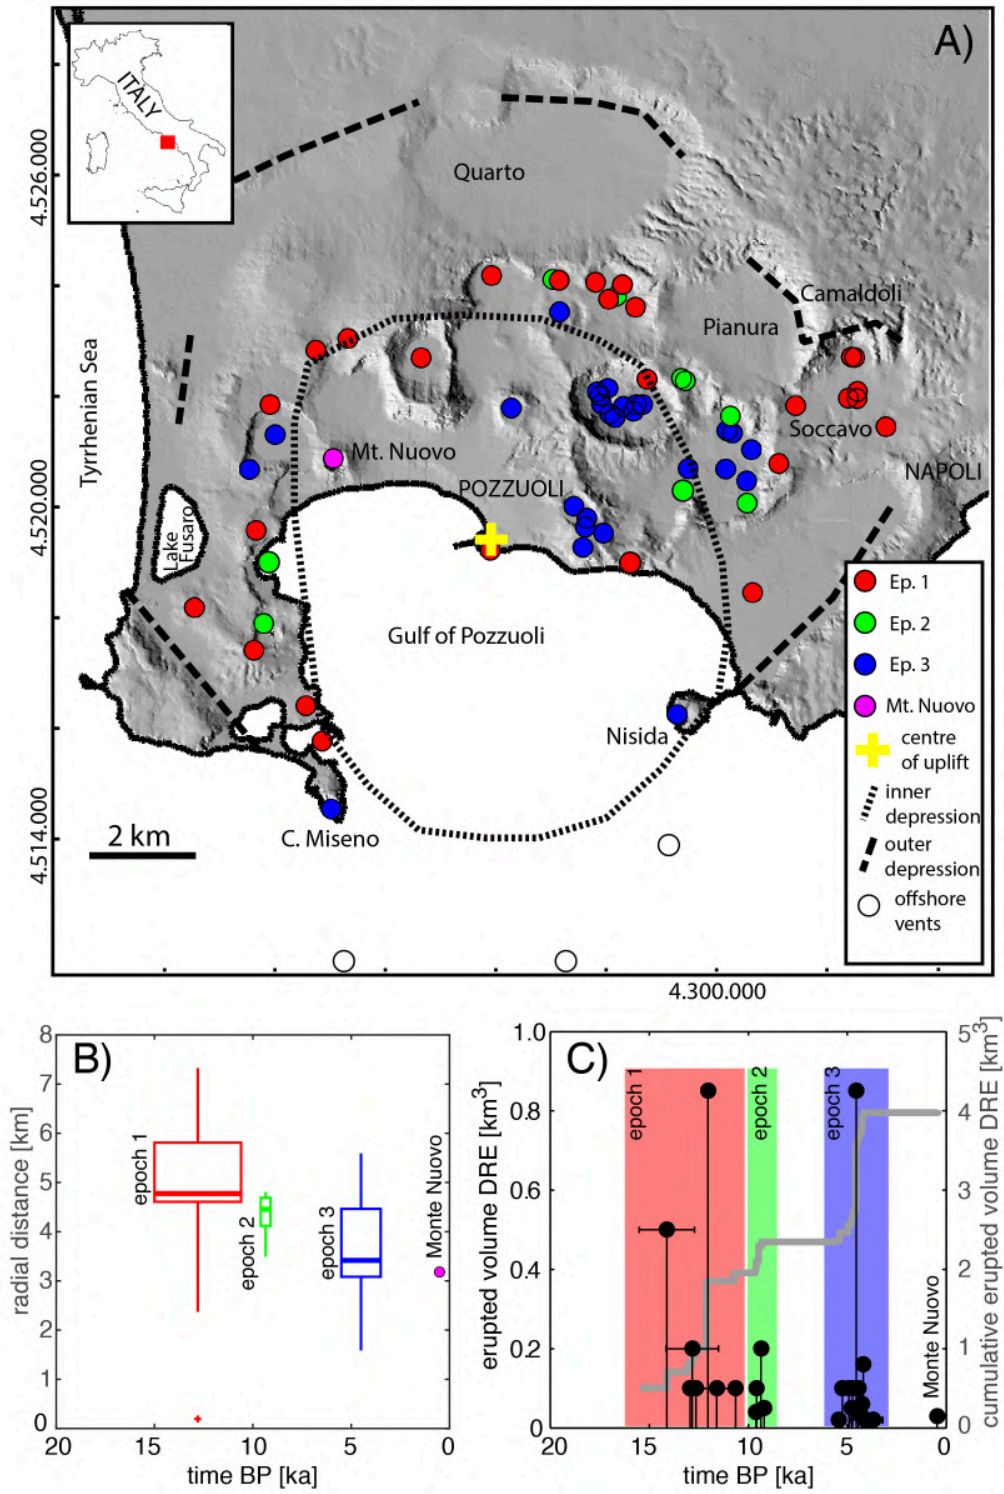 A)
ITALY
4.526.000
Quarto
Camaldoli
Pianura
Tyrrhenian Sea
Soccavo
Mt. Nuovo
NAPOLI
POZZUOLI
4.520.000
Lake
Fusaro
Ep. 1
Gulf of Pozzuoli
Ep. 2
Ep. 3
Mt. Nuovo
Nisida
centre
of uplift
inner
depression
C. Miseno
2 km
4.514.000
outer
depression
offshore
vents
4.300.000
B)
8
7
6
5
4
3
2
1
0
radial distance [km]
epoch 1
epoch 2
epoch 3
Monte Nuovo
20
15
10
5
0
time BP [ka]
C)
1.0
0.8
0.6
0.4
0.2
0
erupted volume DRE [km³]
epoch 1
epoch 2
epoch 3
Monte Nuovo
5
4
3
2
1
0
cumulative erupted volume DRE [km³]
20
15
10
5
0
time BP [ka]